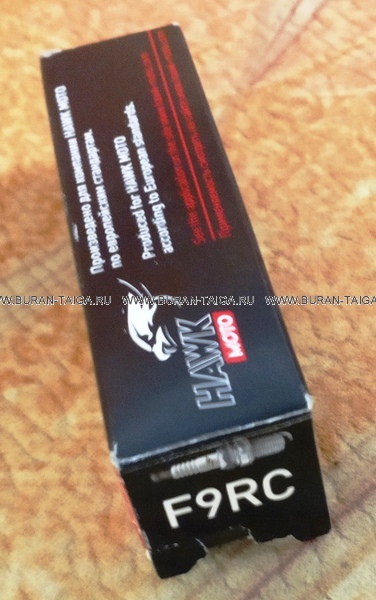 Произведено для компании HAWK MOTO
по европейским стандартам.
Produced for HAWK MOTO
according to European standards.
HAWK
MOTO
F9RC
WWW.BURAN-TAIGA.RU WWW.BURAN-TAIGA.RU WWW.BURAN-TAIGA.RU